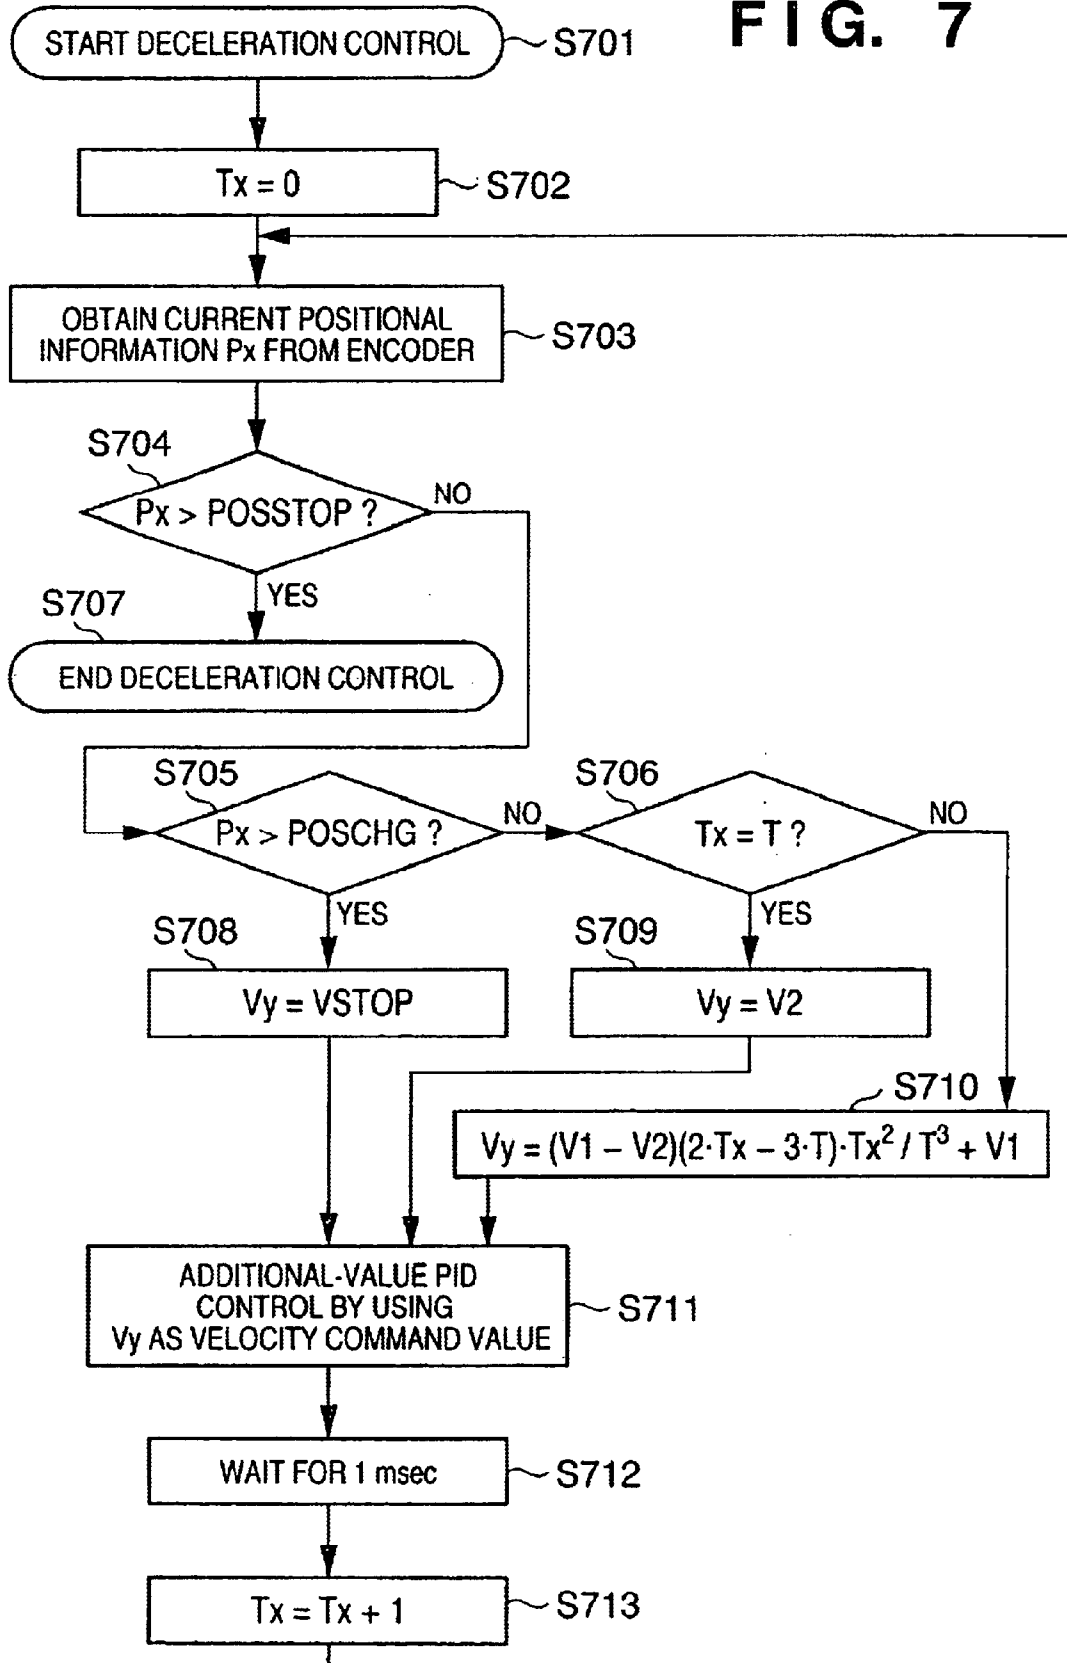 FIG. 7
START DECELERATION CONTROL
S701
Tx = 0
S702
OBTAIN CURRENT POSITIONAL
INFORMATION Px FROM ENCODER
S703
S704
Px > POSSTOP ?
NO
YES
S707
END DECELERATION CONTROL
S705
Px > POSCHG ?
NO
YES
S706
Tx = T ?
NO
YES
S708
Vy = VSTOP
S709
Vy = V2
S710
Vy = (V1 – V2)(2·Tx – 3·T)·Tx² / T³ + V1
ADDITIONAL-VALUE PID
CONTROL BY USING
Vy AS VELOCITY COMMAND VALUE
S711
WAIT FOR 1 msec
S712
Tx = Tx + 1
S713